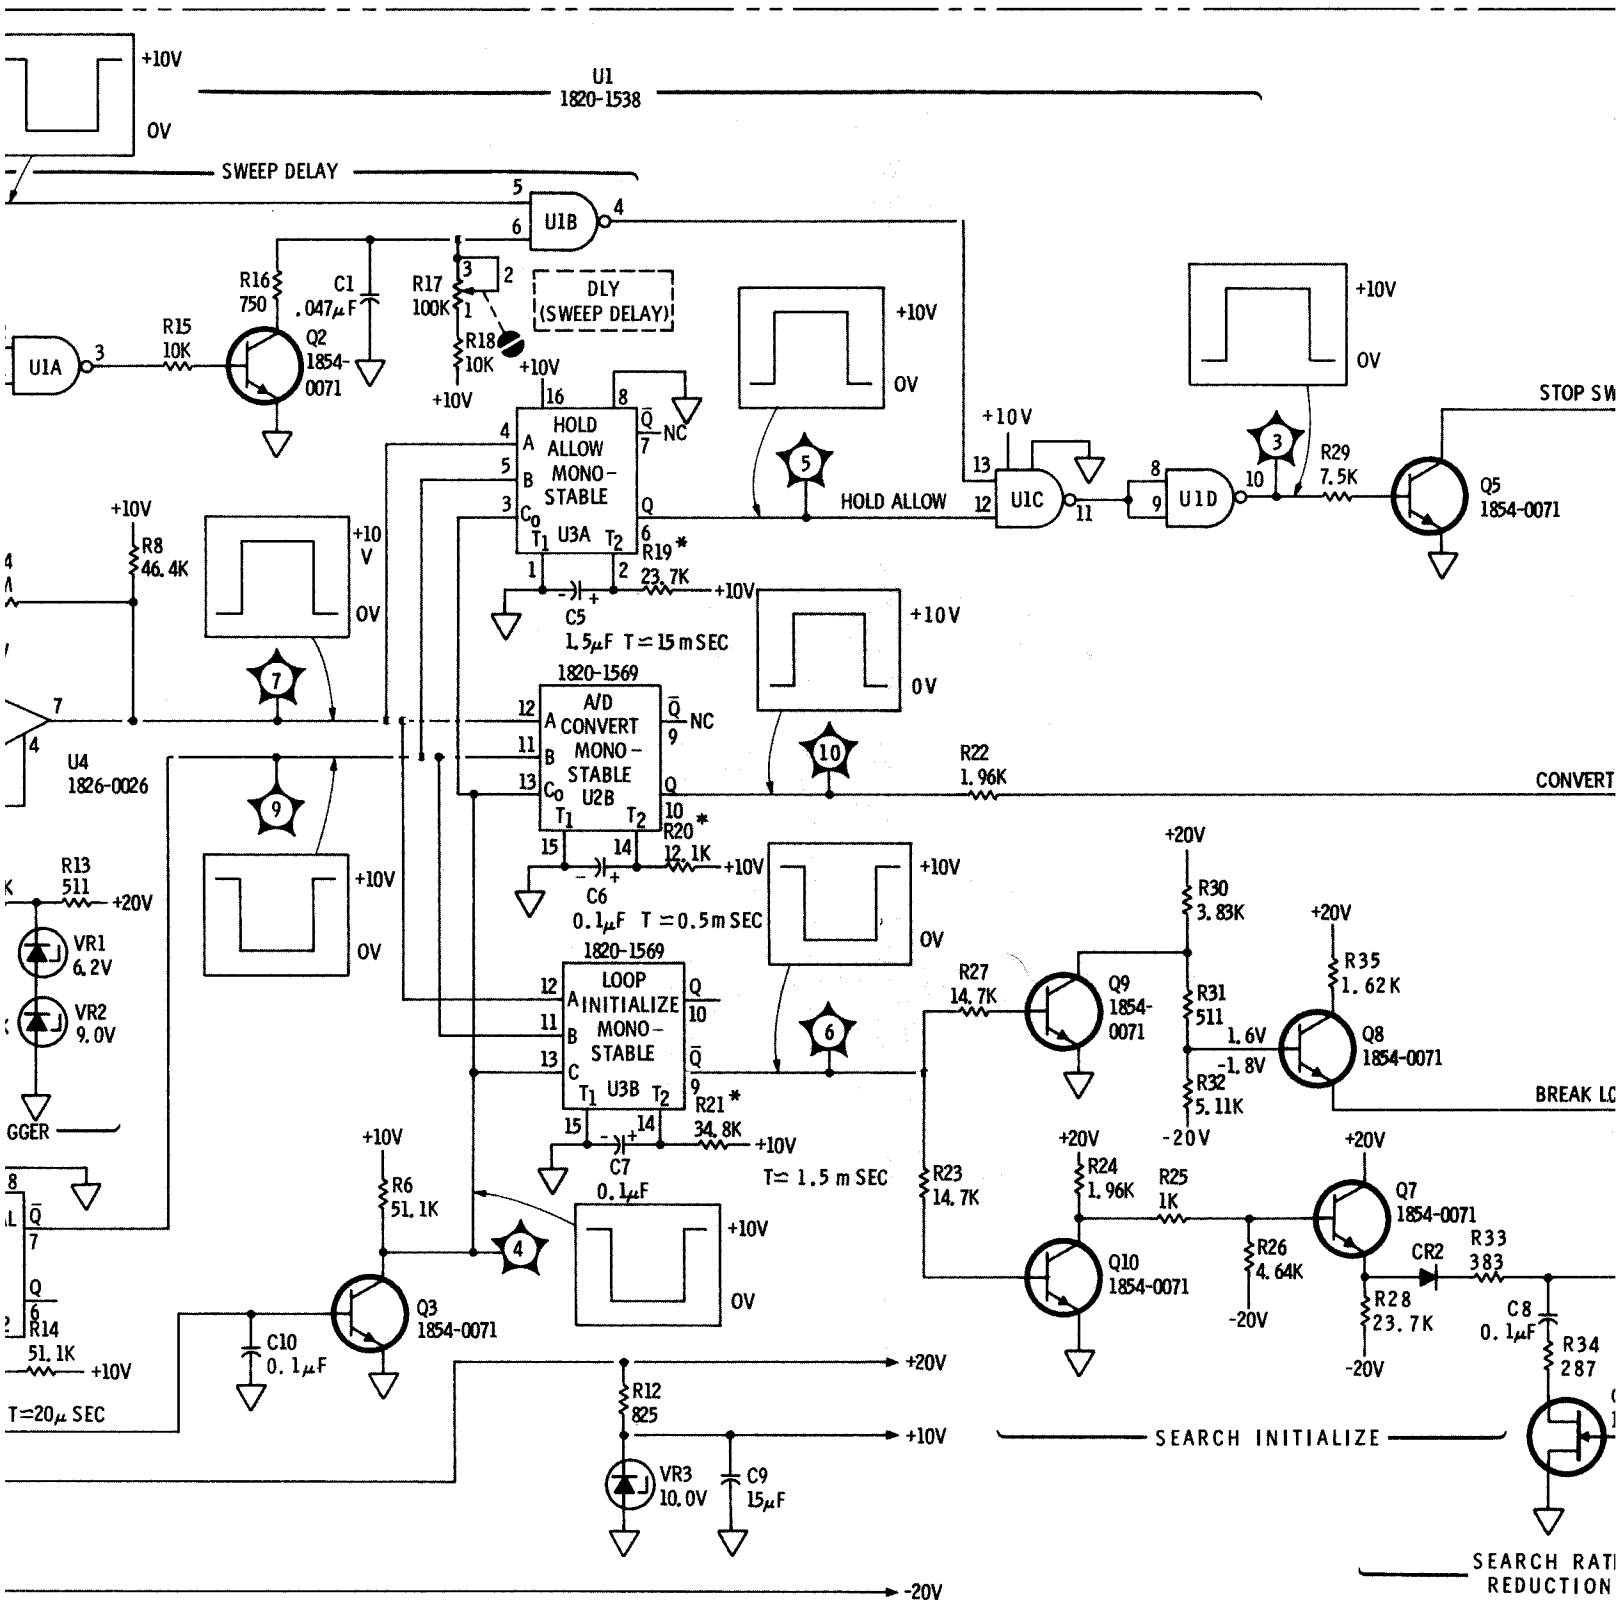 +10V
0V
U1
1820-1538
SWEEP DELAY
5
6
U1B
4
R16
750
C1
.047µF
R17
100K
3
2
1
DLY
(SWEEP DELAY)
R18
10K
+10V
U1A
3
R15
10K
Q2
1854-
0071
+10V
16
8
HOLD
ALLOW
MONO-
STABLE
U3A
4
A
5
B
3
C0
Q̅
7
NC
Q
6
T1
T2
1
2
R19*
23.7K
+10V
C5
1.5µF T≃15 mSEC
- +
+10V
0V
5
HOLD ALLOW
+10V
13
12
U1C
11
8
9
U1D
10
3
+10V
0V
R29
7.5K
STOP SW
Q5
1854-0071
+10V
R8
46.4K
+10
V
0V
7
7
4
U4
1826-0026
9
+10V
0V
1820-1569
A/D
CONVERT
MONO-
STABLE
U2B
12
A
11
B
13
C0
Q̅
9
NC
Q
10
T1
T2
15
14
R20*
12.1K
+10V
- +
C6
0.1µF T≃0.5mSEC
+10V
0V
10
R22
1.96K
CONVERT
R13
511
+20V
VR1
6.2V
VR2
9.0V
GGER
1820-1569
LOOP
INITIALIZE
MONO-
STABLE
U3B
12
A
11
B
13
C
Q
10
Q̅
9
T1
T2
15
14
R21*
34.8K
+10V
- +
C7
0.1µF
T≃ 1.5 mSEC
+10V
0V
6
R27
14.7K
Q9
1854-
0071
+20V
R30
3.83K
R31
511
1.6V
-1.8V
R32
5.11K
-20V
+20V
R35
1.62K
Q8
1854-0071
BREAK LO
R23
14.7K
+20V
R24
1.96K
R25
1K
Q10
1854-0071
R26
4.64K
-20V
+20V
Q7
1854-0071
CR2
R33
383
R28
23.7K
-20V
C8
0.1µF
R34
287
+10V
R6
51.1K
4
+10V
0V
Q3
1854-0071
C10
0.1µF
8
Q̅
7
Q
6
R14
51.1K
+10V
T≃20µ SEC
+20V
R12
825
+10V
VR3
10.0V
C9
15µF
-20V
SEARCH INITIALIZE
SEARCH RAT
REDUCTION